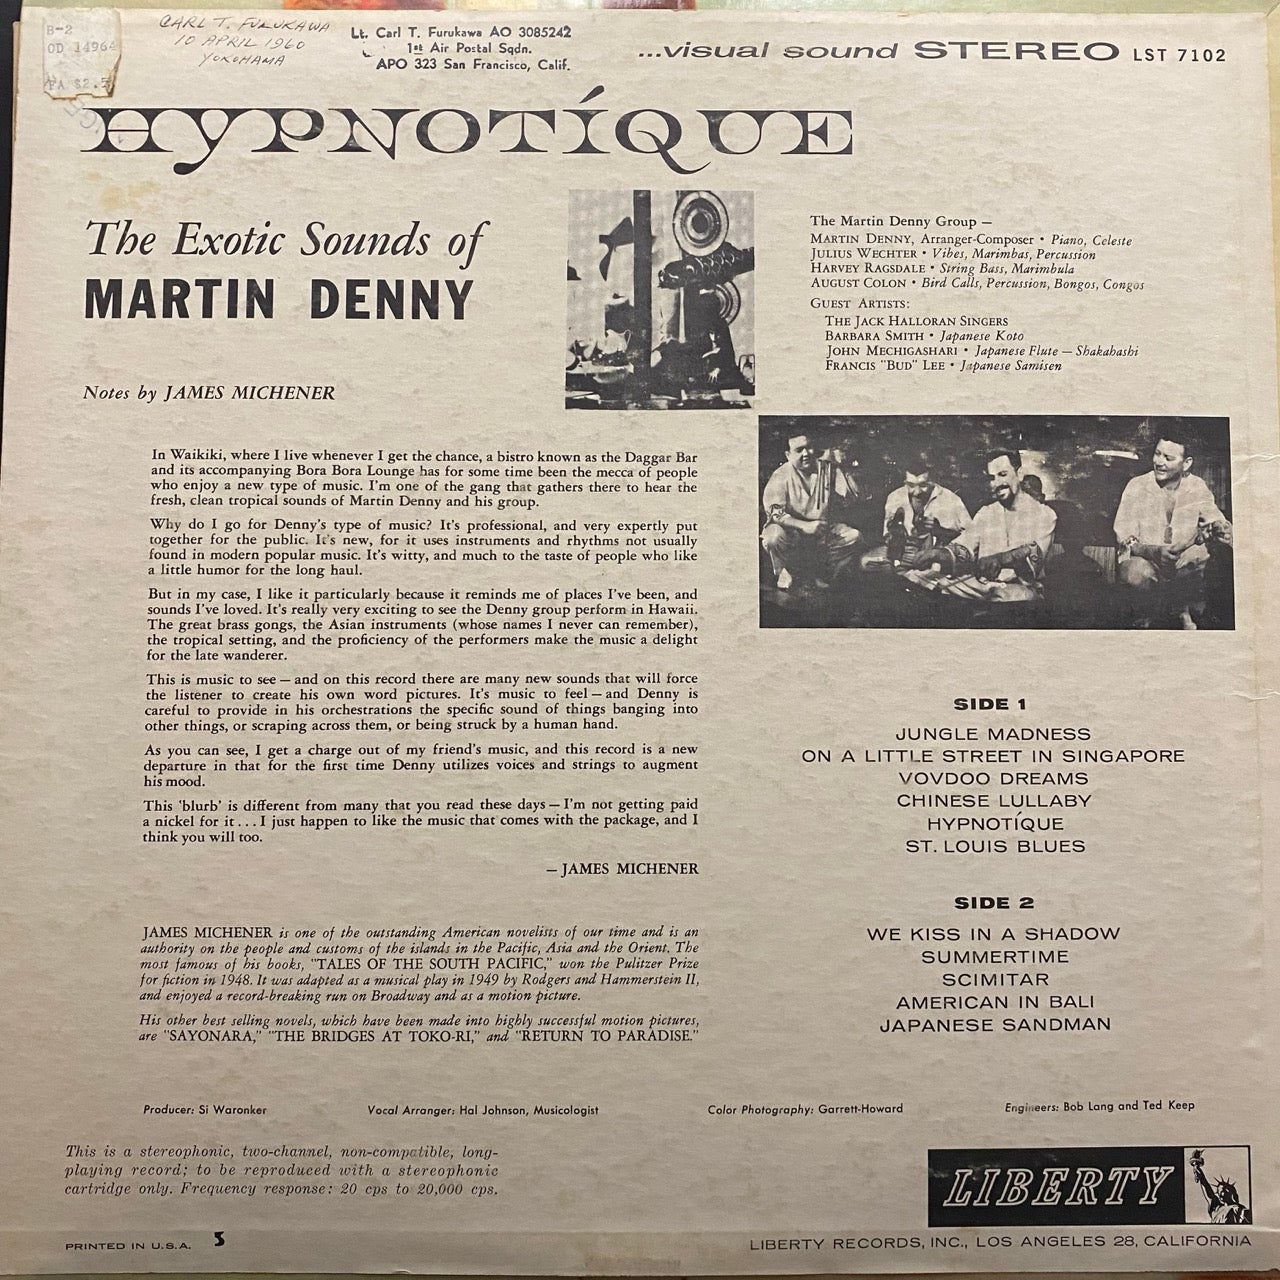 B-2
OD 14964
PA $2.5
CARL T. FURUKAWA
10 APRIL 1960
YOKOHAMA
Lt. Carl T. Furukawa AO 3085242
1st Air Postal Sqdn.
APO 323 San Francisco, Calif.
...visual sound STEREO LST 7102
HYPNOTÍQUE
The Exotic Sounds of
MARTIN DENNY
Notes by JAMES MICHENER
The Martin Denny Group —
MARTIN DENNY, Arranger-Composer • Piano, Celeste
JULIUS WECHTER • Vibes, Marimbas, Percussion
HARVEY RAGSDALE • String Bass, Marimbula
AUGUST COLON • Bird Calls, Percussion, Bongos, Congos
GUEST ARTISTS:
THE JACK HALLORAN SINGERS
BARBARA SMITH • Japanese Koto
JOHN MECHIGASHARI • Japanese Flute — Shakahashi
FRANCIS "BUD" LEE • Japanese Samisen
In Waikiki, where I live whenever I get the chance, a bistro known as the Daggar Bar
and its accompanying Bora Bora Lounge has for some time been the mecca of people
who enjoy a new type of music. I'm one of the gang that gathers there to hear the
fresh, clean tropical sounds of Martin Denny and his group.
Why do I go for Denny's type of music? It's professional, and very expertly put
together for the public. It's new, for it uses instruments and rhythms not usually
found in modern popular music. It's witty, and much to the taste of people who like
a little humor for the long haul.
But in my case, I like it particularly because it reminds me of places I've been, and
sounds I've loved. It's really very exciting to see the Denny group perform in Hawaii.
The great brass gongs, the Asian instruments (whose names I never can remember),
the tropical setting, and the proficiency of the performers make the music a delight
for the late wanderer.
This is music to see — and on this record there are many new sounds that will force
the listener to create his own word pictures. It's music to feel — and Denny is
careful to provide in his orchestrations the specific sound of things banging into
other things, or scraping across them, or being struck by a human hand.
As you can see, I get a charge out of my friend's music, and this record is a new
departure in that for the first time Denny utilizes voices and strings to augment
his mood.
This 'blurb' is different from many that you read these days — I'm not getting paid
a nickel for it . . . I just happen to like the music that comes with the package, and I
think you will too.
— JAMES MICHENER
JAMES MICHENER is one of the outstanding American novelists of our time and is an
authority on the people and customs of the islands in the Pacific, Asia and the Orient. The
most famous of his books, "TALES OF THE SOUTH PACIFIC," won the Pulitzer Prize
for fiction in 1948. It was adapted as a musical play in 1949 by Rodgers and Hammerstein II,
and enjoyed a record-breaking run on Broadway and as a motion picture.
His other best selling novels, which have been made into highly successful motion pictures,
are "SAYONARA," "THE BRIDGES AT TOKO-RI," and "RETURN TO PARADISE."
SIDE 1
JUNGLE MADNESS
ON A LITTLE STREET IN SINGAPORE
VOVDOO DREAMS
CHINESE LULLABY
HYPNOTÍQUE
ST. LOUIS BLUES
SIDE 2
WE KISS IN A SHADOW
SUMMERTIME
SCIMITAR
AMERICAN IN BALI
JAPANESE SANDMAN
Producer: Si Waronker
Vocal Arranger: Hal Johnson, Musicologist
Color Photography: Garrett-Howard
Engineers: Bob Lang and Ted Keep
This is a stereophonic, two-channel, non-compatible, long-
playing record; to be reproduced with a stereophonic
cartridge only. Frequency response: 20 cps to 20,000 cps.
LIBERTY
PRINTED IN U.S.A. 5
LIBERTY RECORDS, INC., LOS ANGELES 28, CALIFORNIA